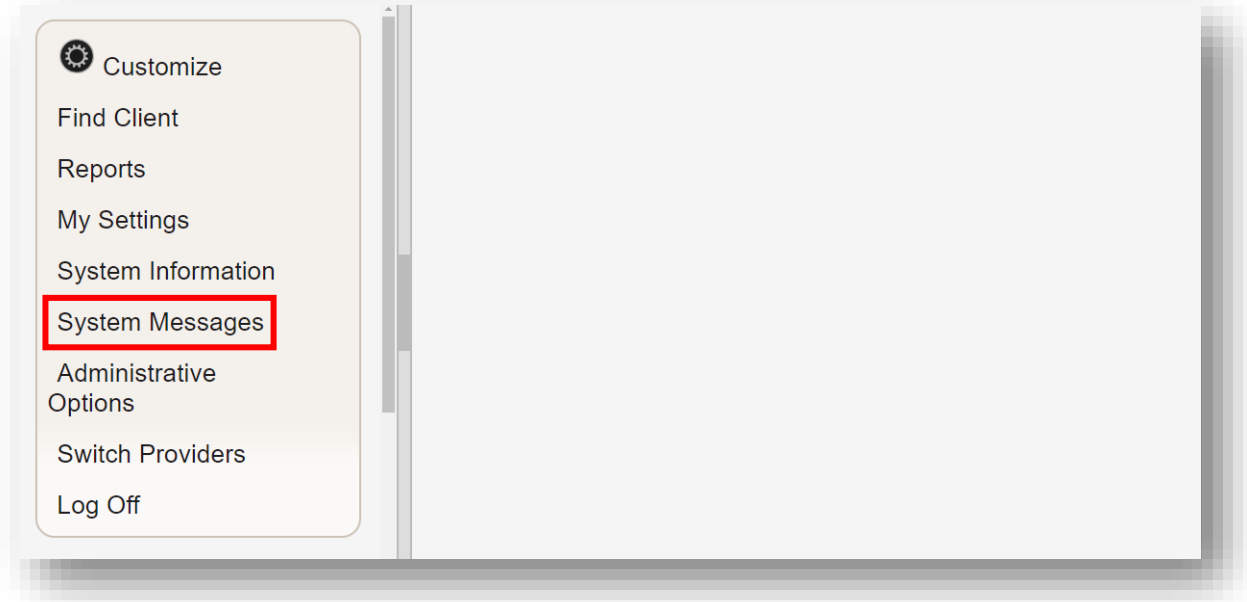 Customize
Find Client
Reports
My Settings
System Information
System Messages
Administrative
Options
Switch Providers
Log Off